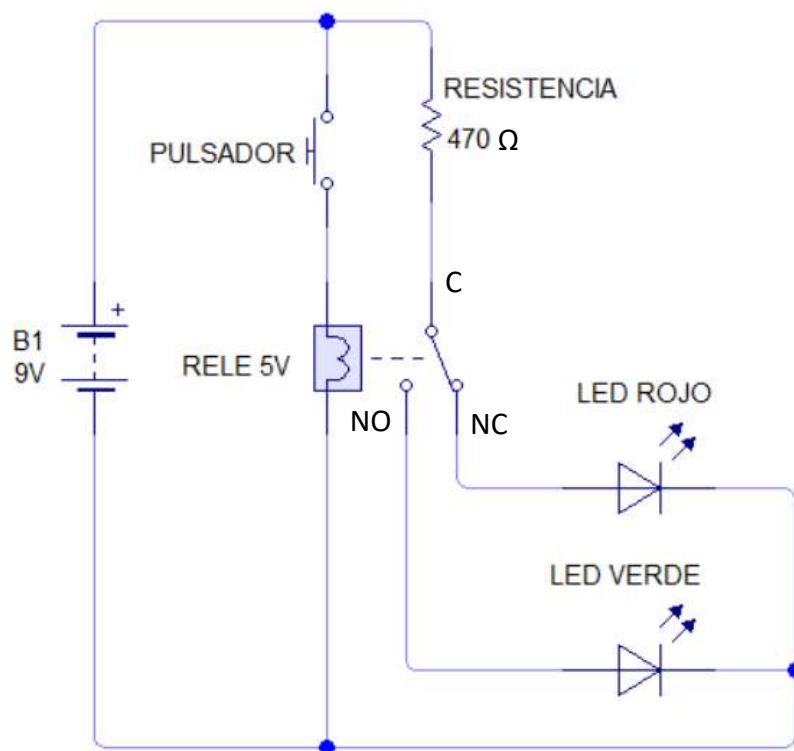 RESISTENCIA
470 Ω
PULSADOR
C
+
B1
9V
RELE 5V
NO
NC
LED ROJO
LED VERDE